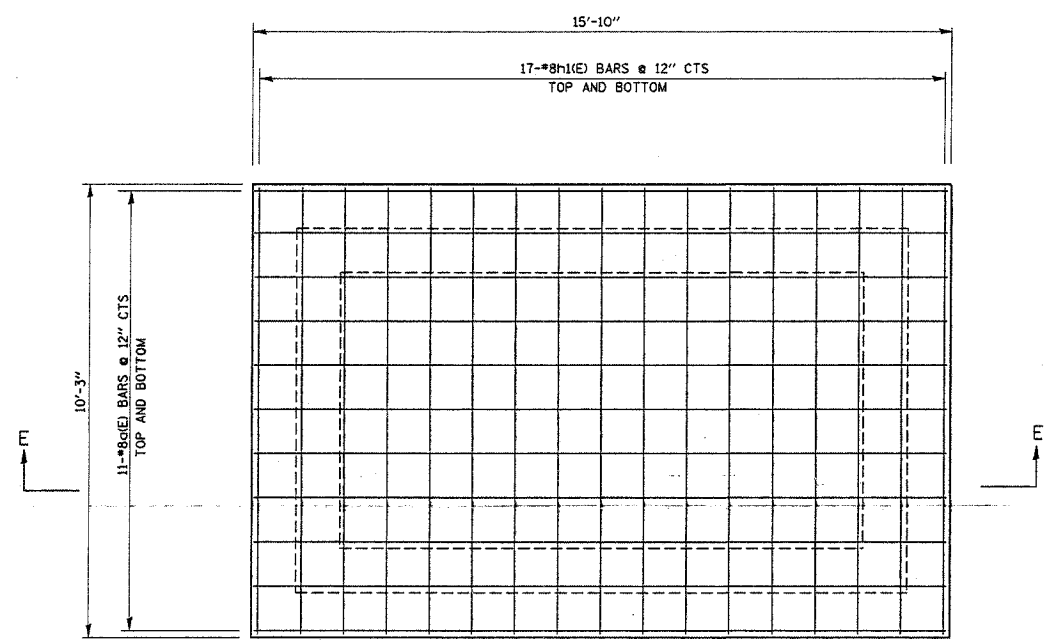 15'-10"
17-#8h1(E) BARS @ 12" CTS
TOP AND BOTTOM
11-#8a(E) BARS @ 12" CTS
TOP AND BOTTOM
10'-3"
E
E